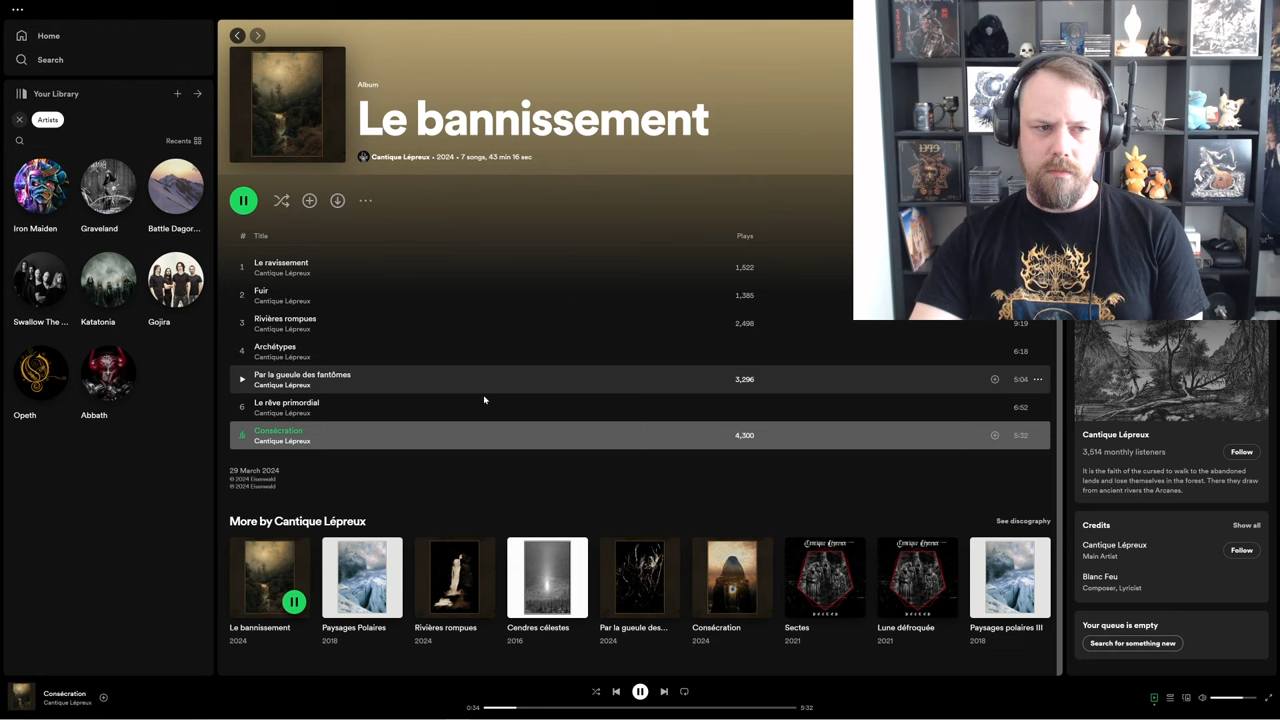 Home
Search
Your Library
Artists
Recents
Iron Maiden
Graveland
Battle Dagor...
Swallow The ...
Katatonia
Gojira
Opeth
Abbath
Album
Le bannissement
Cantique Lépreux • 2024 • 7 songs, 43 min 16 sec
# Title Plays
1 Le ravissement 1,522
Cantique Lépreux
2 Fuir 1,385
Cantique Lépreux
3 Rivières rompues 2,498 9:19
Cantique Lépreux
4 Archétypes 6:18
Cantique Lépreux
Par la gueule des fantômes 3,296 5:04
Cantique Lépreux
6 Le rêve primordial 6:52
Cantique Lépreux
Consécration 4,300 5:32
Cantique Lépreux
29 March 2024
© 2024 Eisenwald
℗ 2024 Eisenwald
More by Cantique Lépreux
See discography
Le bannissement
2024
Paysages Polaires
2018
Rivières rompues
2024
Cendres célestes
2016
Par la gueule des...
2024
Consécration
2024
Sectes
2021
Lune défroquée
2021
Paysages polaires III
2018
Cantique Lépreux
3,514 monthly listeners
Follow
It is the faith of the cursed to walk to the abandoned
lands and lose themselves in the forest. There they draw
from ancient rivers the Arcanes.
Credits
Show all
Cantique Lépreux
Main Artist
Follow
Blanc Feu
Composer, Lyricist
Your queue is empty
Search for something new
Consécration
Cantique Lépreux
0:34
5:32
1349